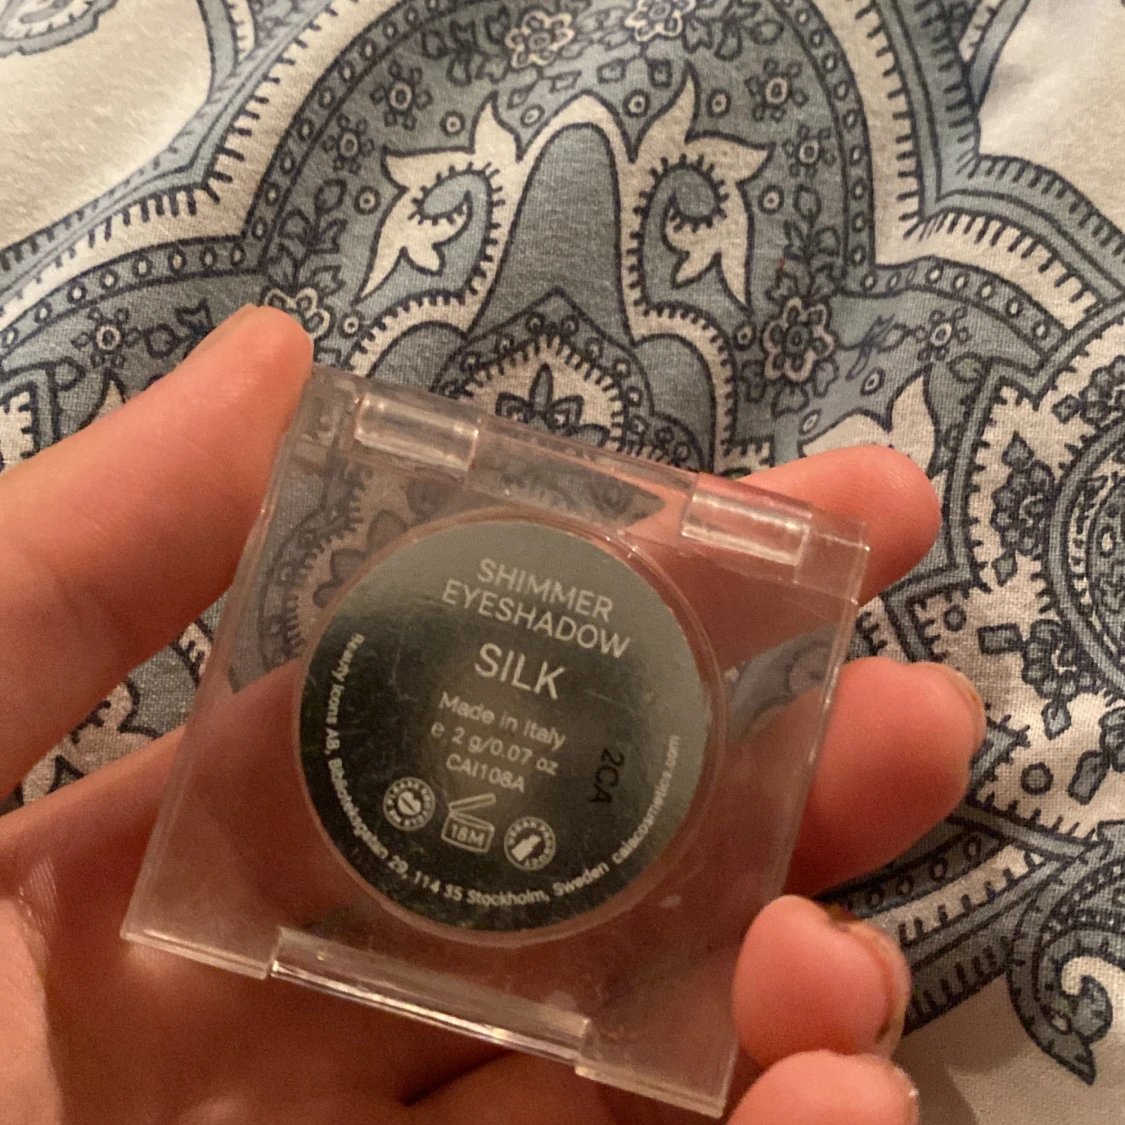 SHIMMER
EYESHADOW
SILK
Made in Italy
e 2 g/0.07 oz
CAI108A
2CA
18M
Beauty Icons AB, Biblioteksgatan 29, 114 35 Stockholm, Sweden caiacosmetics.com